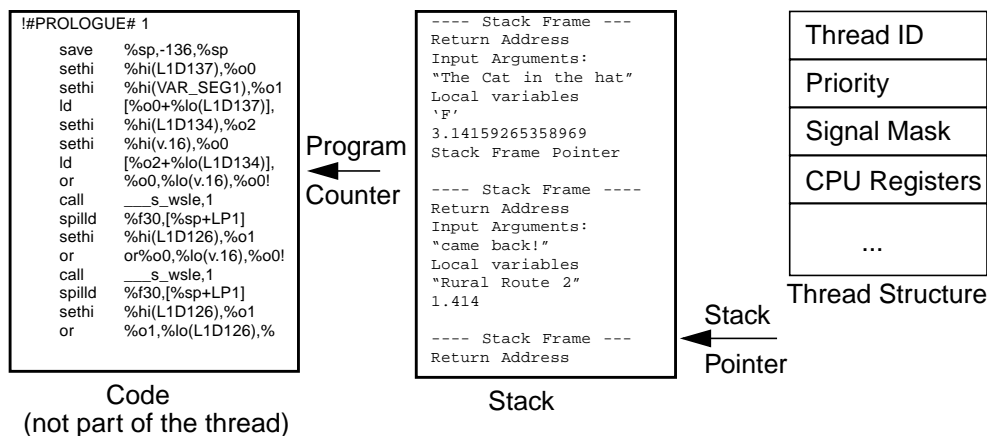 !#PROLOGUE# 1
save %sp,-136,%sp
sethi %hi(L1D137),%o0
sethi %hi(VAR_SEG1),%o1
ld [%o0+%lo(L1D137)],
sethi %hi(L1D134),%o2
sethi %hi(v.16),%o0
ld [%o2+%lo(L1D134)],
or %o0,%lo(v.16),%o0!
call ___s_wsle,1
spilld %f30,[%sp+LP1]
sethi %hi(L1D126),%o1
or or%o0,%lo(v.16),%o0!
call ___s_wsle,1
spilld %f30,[%sp+LP1]
sethi %hi(L1D126),%o1
or %o1,%lo(L1D126),%
Code
(not part of the thread)
Program
Counter
---- Stack Frame ---
Return Address
Input Arguments:
“The Cat in the hat”
Local variables
‘F’
3.14159265358969
Stack Frame Pointer
---- Stack Frame ----
Return Address
Input Arguments:
“came back!”
Local variables
“Rural Route 2”
1.414
---- Stack Frame ---
Return Address
Stack
Stack
Pointer
Thread ID
Priority
Signal Mask
CPU Registers
...
Thread Structure